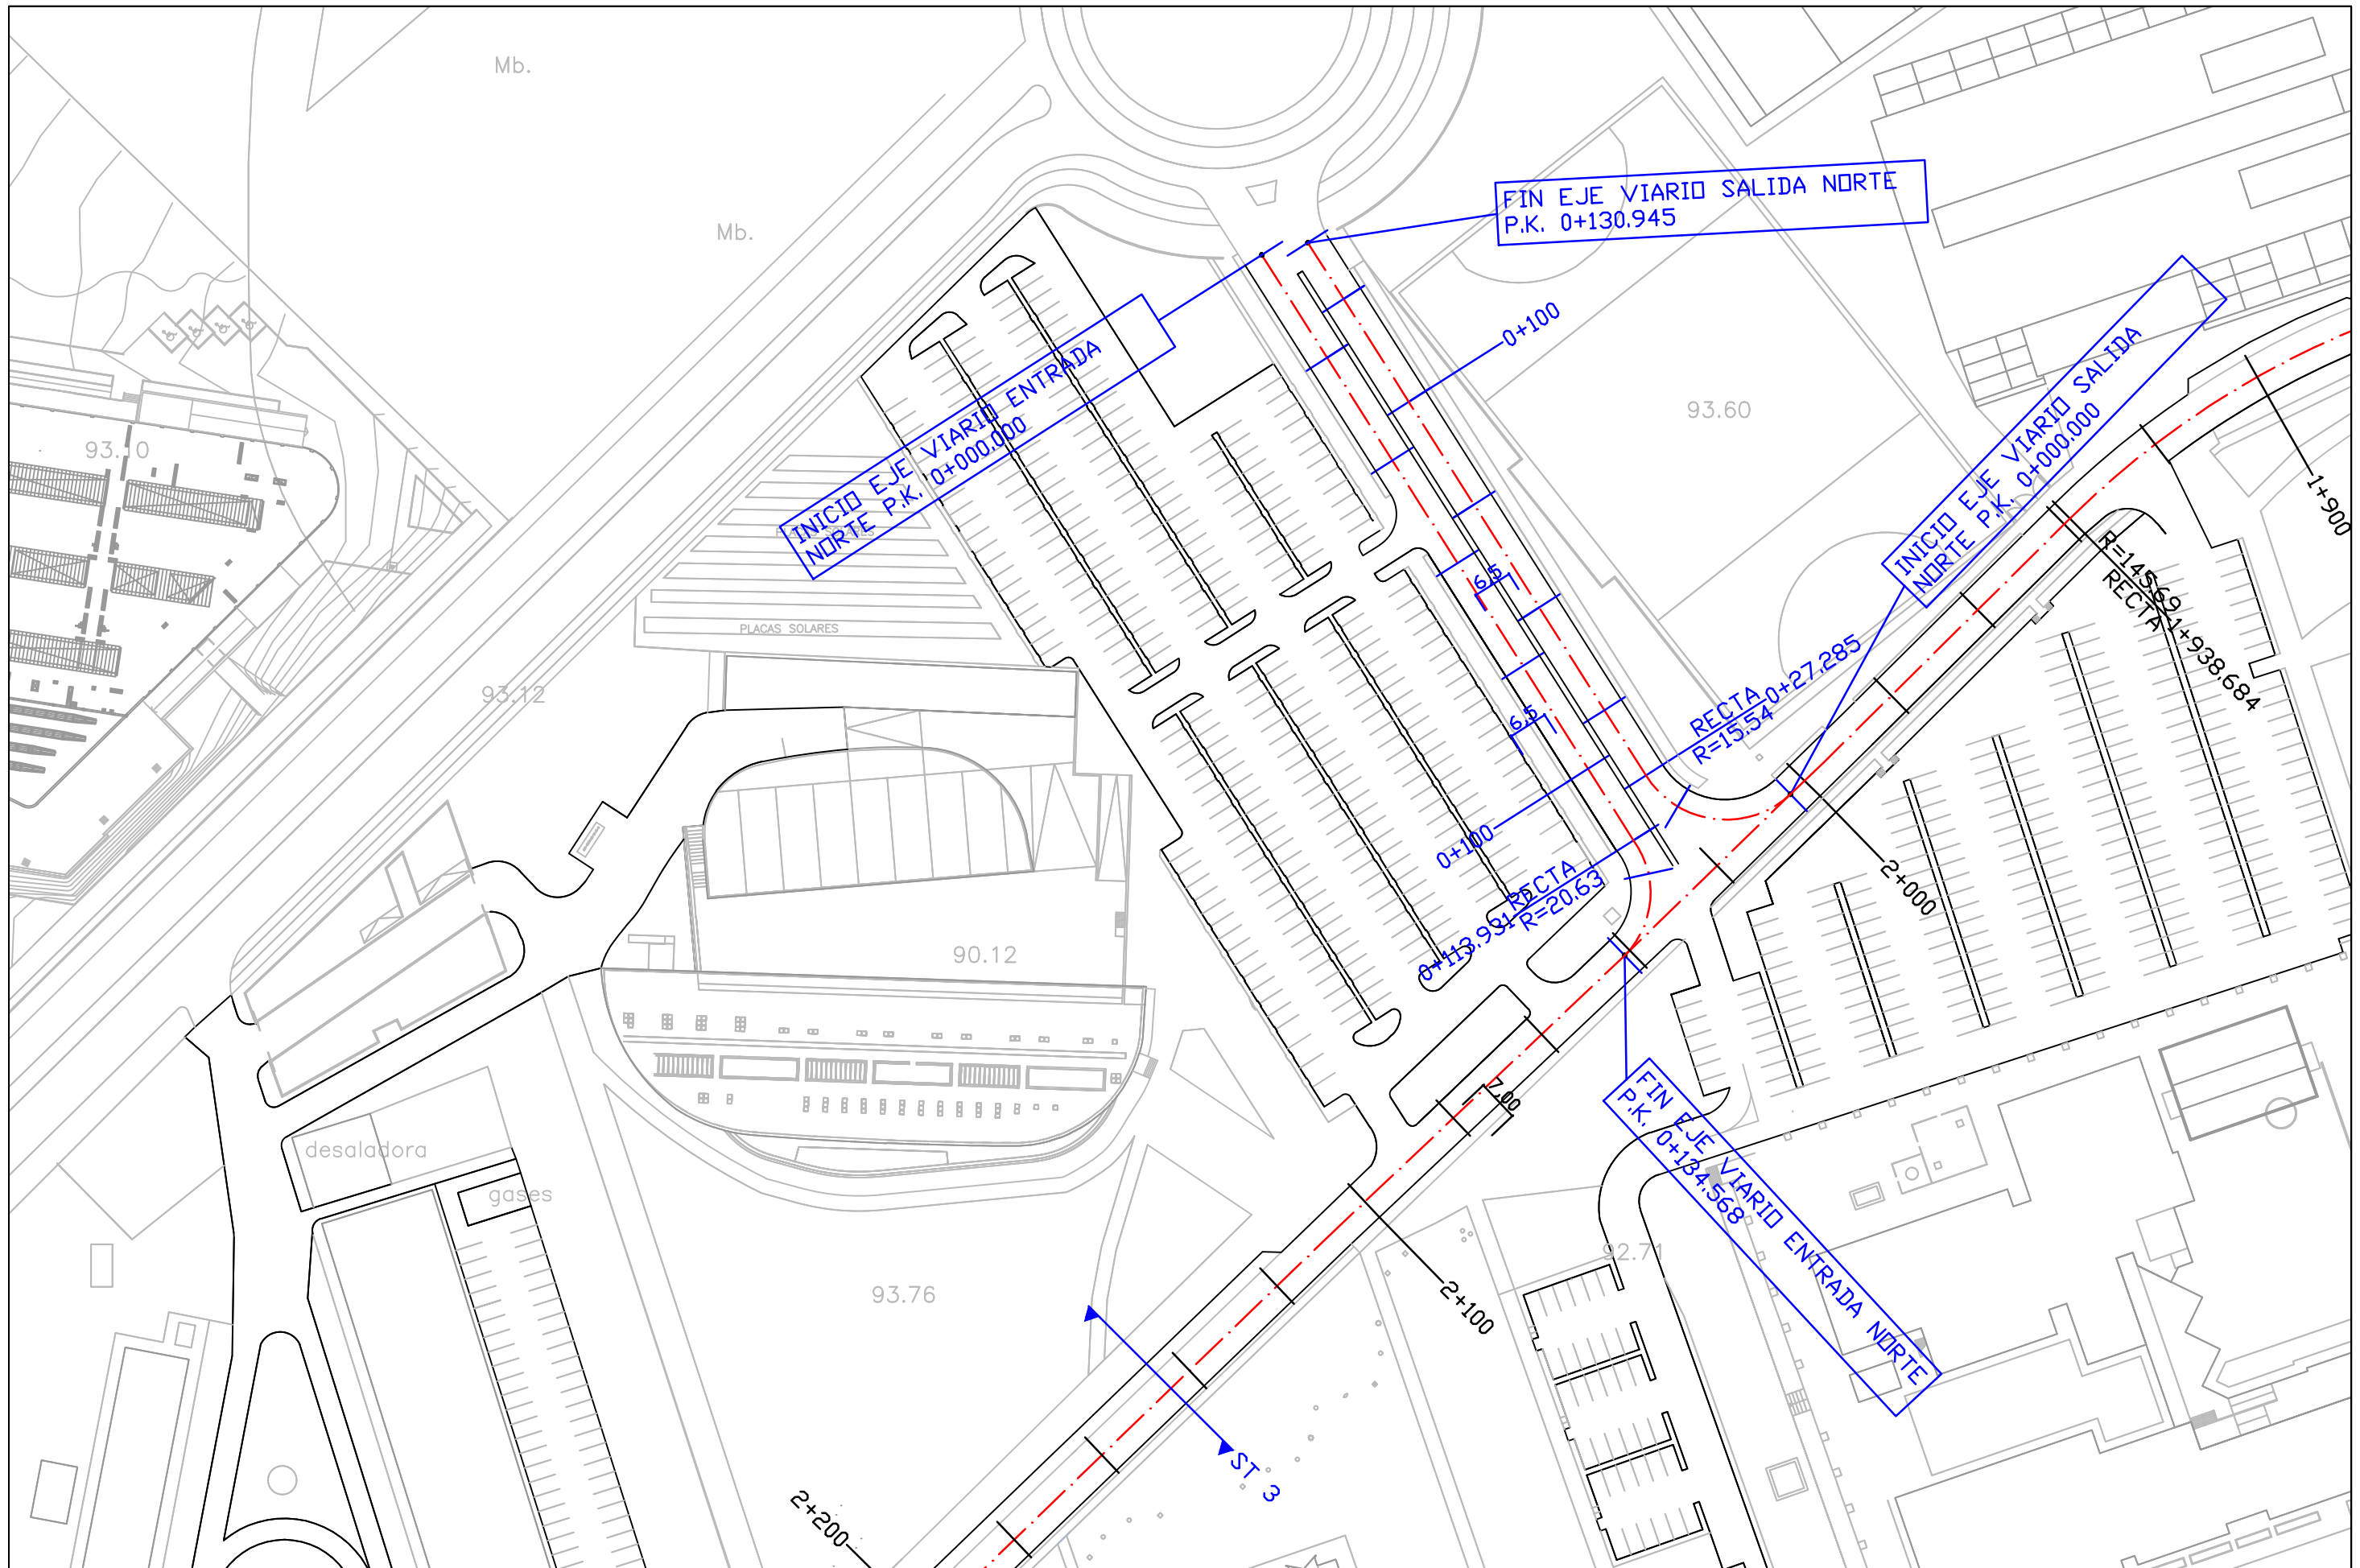 Mb.
Mb.
FIN EJE VIARIO SALIDA NORTE
P.K. 0+130.945
0+100
INICIO EJE VIARIO ENTRADA
NORTE P.K. 0+000.000
93.60
INICIO EJE VIARIO SALIDA
NORTE P.K. 0+000.000
1+900
R=145.69
RECTA
1+938.684
PLACAS SOLARES
PLACAS SOLARES
93.12
6,5
6,5
RECTA
R=15.54
0+27.285
0+100
2+000
0+113.931
RECTA
R=20.63
90.12
7.00
FIN EJE VIARIO ENTRADA NORTE
P.K. 0+134.568
desaladora
gases
92.71
93.76
2+100
ST 3
2+200